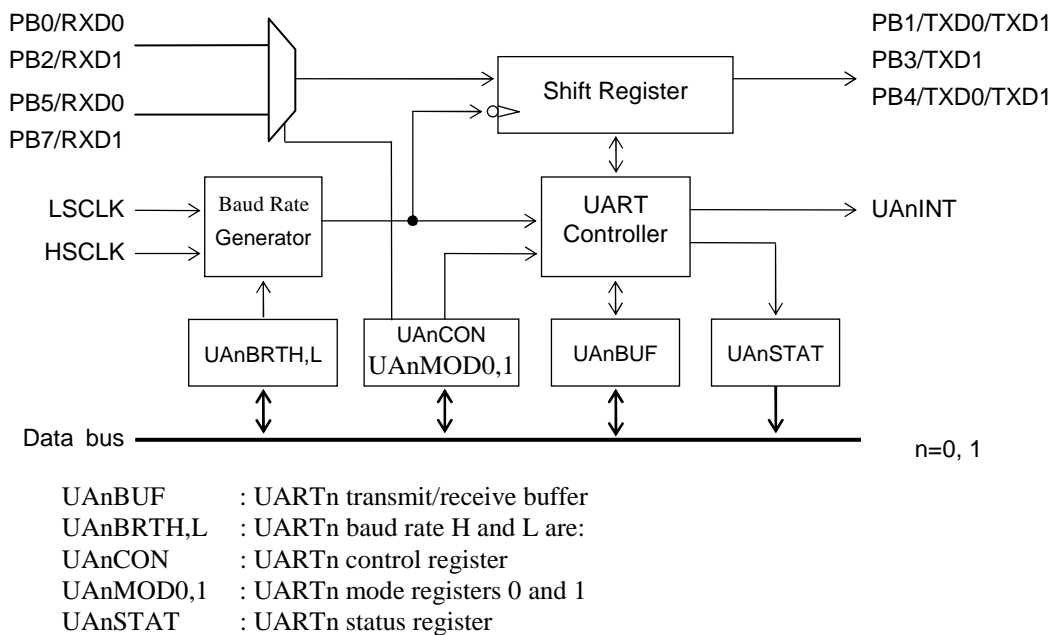 PB0/RXD0
PB2/RXD1
PB5/RXD0
PB7/RXD1
Shift Register
PB1/TXD0/TXD1
PB3/TXD1
PB4/TXD0/TXD1
LSCLK
HSCLK
Baud Rate
Generator
UART
Controller
UAnINT
UAnBRTH,L
UAnCON
UAnMOD0,1
UAnBUF
UAnSTAT
Data bus
n=0, 1
UAnBUF : UARTn transmit/receive buffer
UAnBRTH,L : UARTn baud rate H and L are:
UAnCON : UARTn control register
UAnMOD0,1 : UARTn mode registers 0 and 1
UAnSTAT : UARTn status register